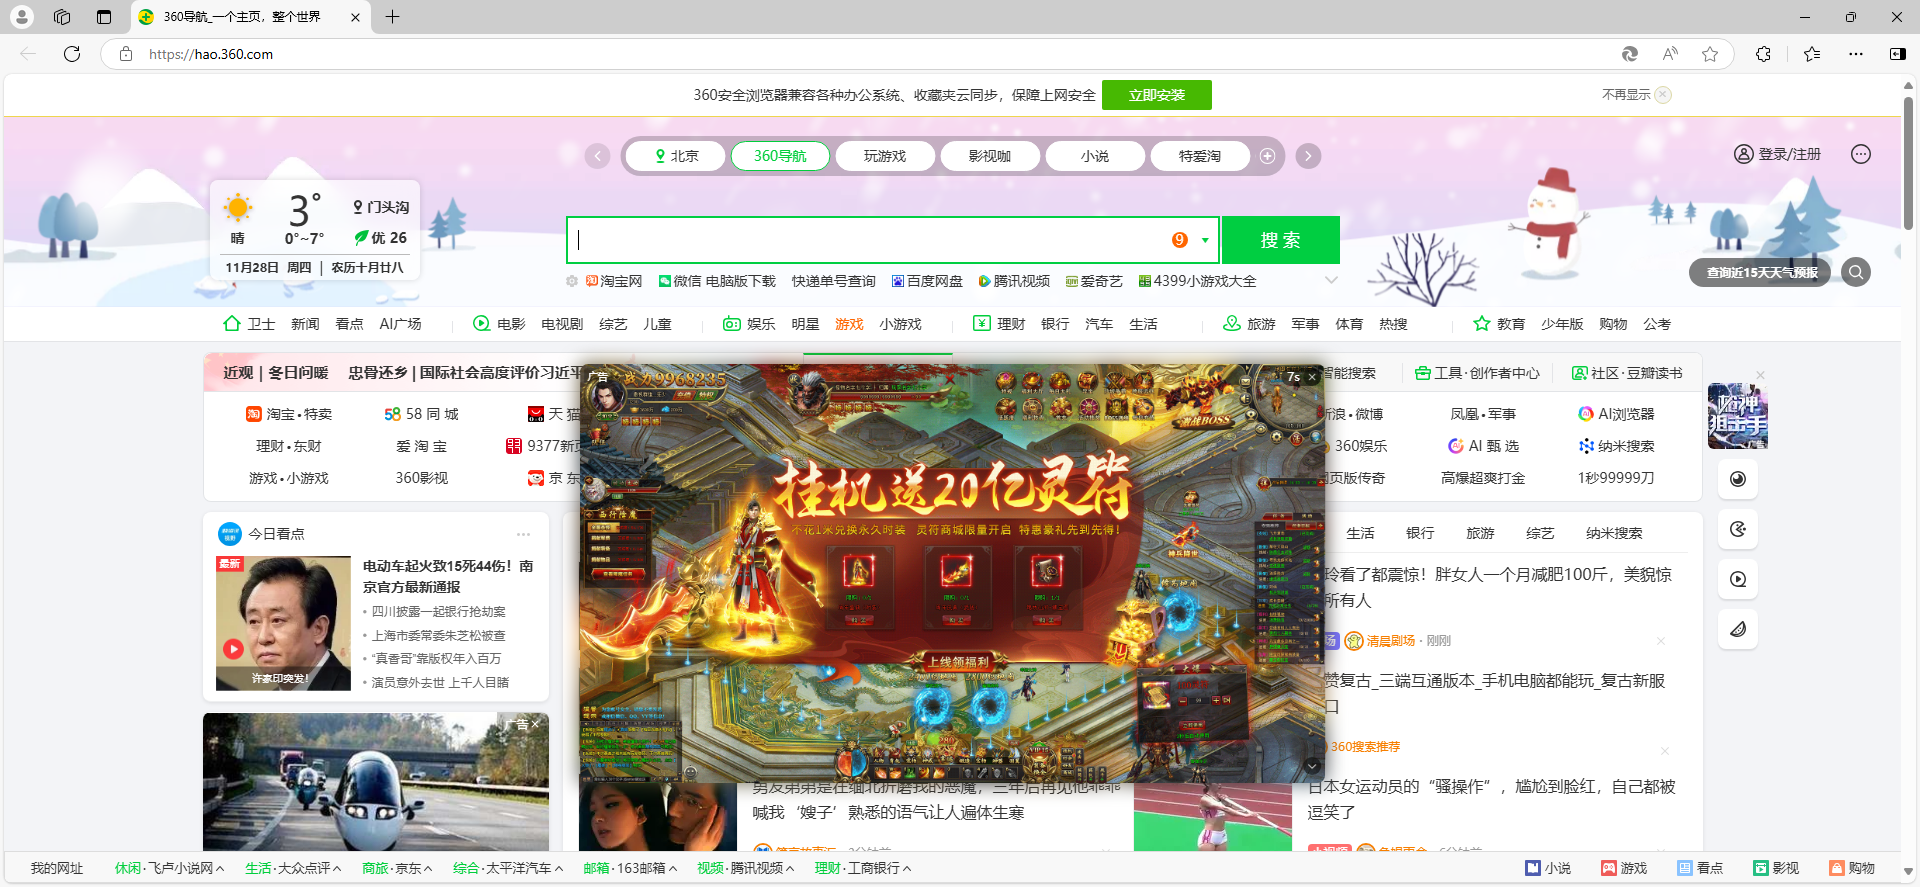 360导航_一个主页，整个世界
https://hao.360.com
360安全浏览器兼容各种办公系统、收藏夹云同步，保障上网安全 立即安装 不再显示
北京 360导航 玩游戏 影视咖 小说 特爱淘
登录/注册
晴 3° 0°~7° 门头沟 优 26
11月28日 周四 | 农历十月廿八
9 搜索
淘宝网 微信 电脑版下载 快递单号查询 百度网盘 腾讯视频 爱奇艺 4399小游戏大全
查询近15天天气预报
卫士 新闻 看点 AI广场 电影 电视剧 综艺 儿童 娱乐 明星 游戏 小游戏 理财 银行 汽车 生活 旅游 军事 体育 热搜 教育 少年版 购物 公考
近观 | 冬日问暖 忠骨还乡 | 国际社会高度评价习近平
智能搜索 工具·创作者中心 社区·豆瓣读书
淘宝•特卖 58同城 天猫
理财•东财 爱淘宝 9377新页
游戏•小游戏 360影视 京东
新浪•微博 凤凰•军事 AI浏览器
360娱乐 AI甄选 纳米搜索
页版传奇 高爆超爽打金 1秒99999刀
广告
战力9968235
7s
激战BOSS
挂机送20亿灵符
不花1米兑换永久时装 灵符商城限量开启 特惠豪礼先到先得！
上线领福利
狙击手
广告
今日看点
最新
许家印突发！
电动车起火致15死44伤！南京官方最新通报
四川披露一起银行抢劫案
上海市委常委朱芝松被查
“真香哥”靠版权年入百万
演员意外去世 上千人目睹
广告
生活 银行 旅游 综艺 纳米搜索
玲看了都震惊！胖女人一个月减肥100斤，美貌惊
所有人
清晨剧场 · 刚刚
赞复古_三端互通版本_手机电脑都能玩_复古新服
口
360搜索推荐
男友弟弟是在缅北折磨我的恶魔，三年后再见他
喊我‘嫂子’熟悉的语气让人遍体生寒
日本女运动员的“骚操作”，尴尬到脸红，自己都被
逗笑了
我的网址 休闲·飞卢小说网 生活·大众点评 商旅·京东 综合·太平洋汽车 邮箱·163邮箱 视频·腾讯视频 理财·工商银行 小说 游戏 看点 影视 购物